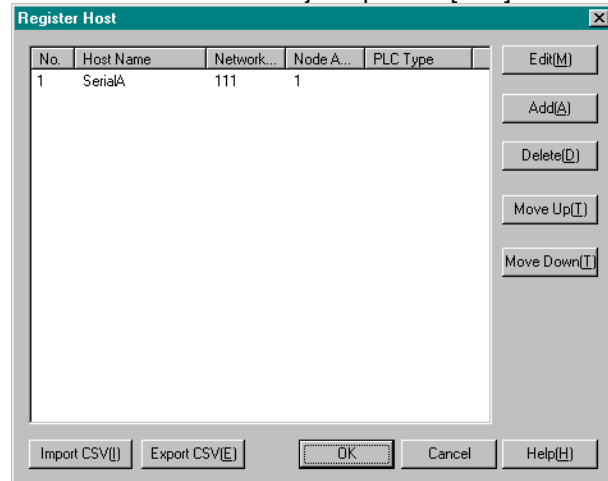 Register Host
No. Host Name Network... Node A... PLC Type
1 SerialA 111 1
Edit(M)
Add(A)
Delete(D)
Move Up(T)
Move Down(T)
Import CSV(I) Export CSV(E) OK Cancel Help(H)